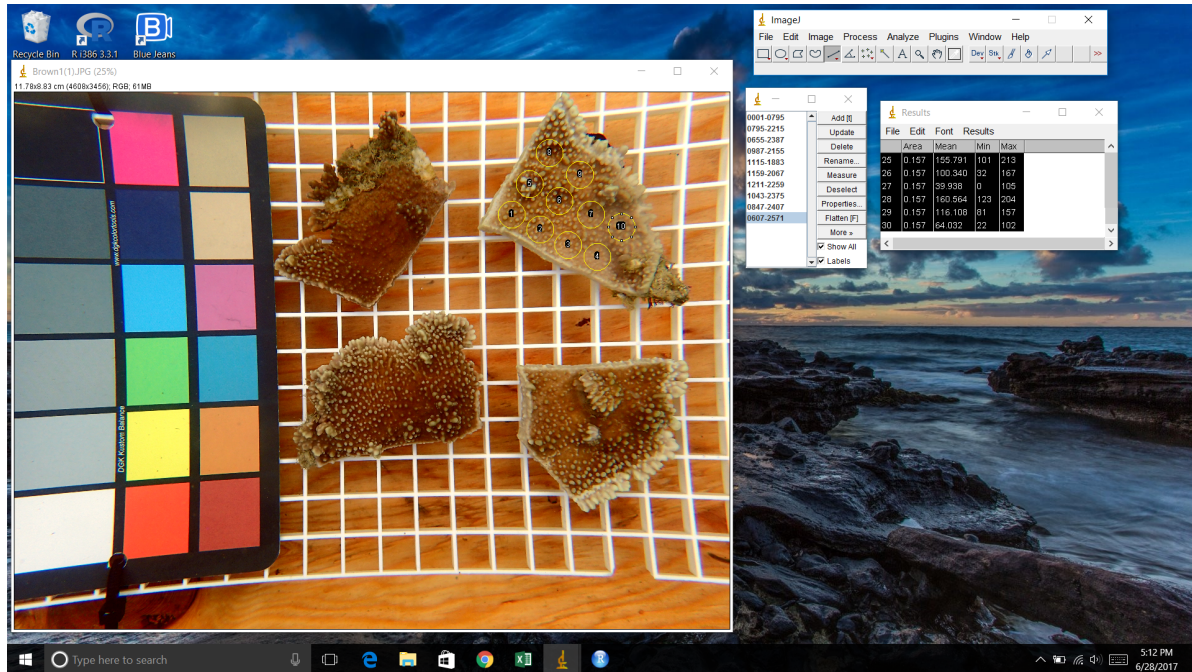 Recycle Bin
R i386 3.3.1
Blue Jeans
Brown1(1).JPG (25%)
11.78x8.83 cm (4608x3456); RGB; 61MB
www.dgkcolortools.com
DGK Kustom Balance
8
9
5
6
1
7
2
10
3
4
ImageJ
File Edit Image Process Analyze Plugins Window Help
A Dev Stk >>
0001-0795
0795-2215
0655-2387
0987-2155
1115-1883
1159-2067
1211-2259
1043-2375
0847-2407
0607-2571
Add [t]
Update
Delete
Rename...
Measure
Deselect
Properties...
Flatten [F]
More »
Show All
Labels
Results
File Edit Font Results
Area Mean Min Max
25 0.157 155.791 101 213
26 0.157 100.340 32 167
27 0.157 39.938 0 105
28 0.157 160.564 123 204
29 0.157 116.108 81 157
30 0.157 64.032 22 102
Type here to search
5:12 PM
6/28/2017